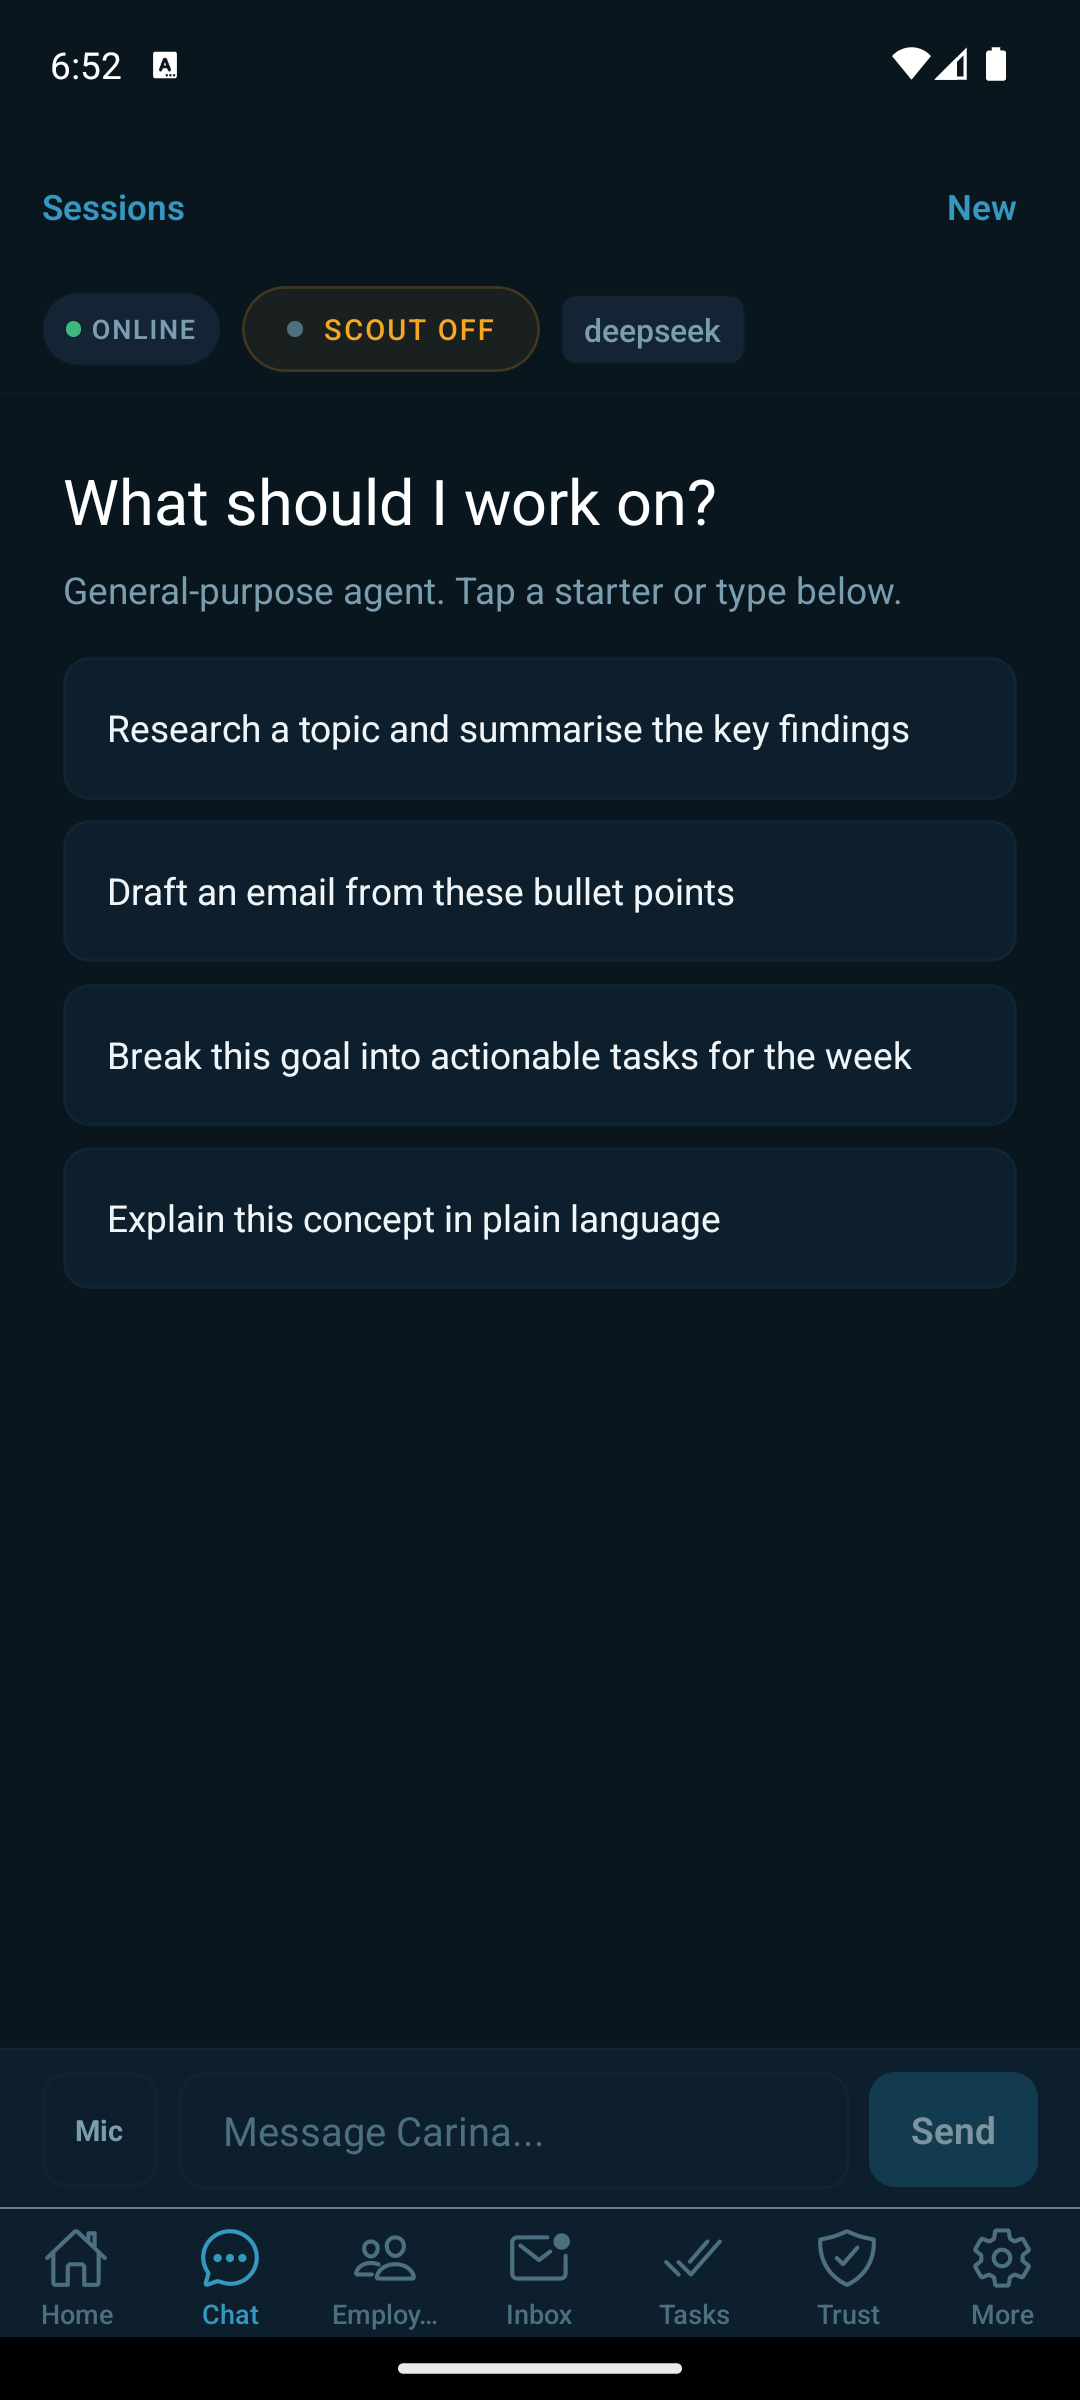 6:52
Sessions
New
ONLINE
SCOUT OFF
deepseek
What should I work on?
General-purpose agent. Tap a starter or type below.
Research a topic and summarise the key findings
Draft an email from these bullet points
Break this goal into actionable tasks for the week
Explain this concept in plain language
Mic
Message Carina...
Send
Home
Chat
Employ...
Inbox
Tasks
Trust
More